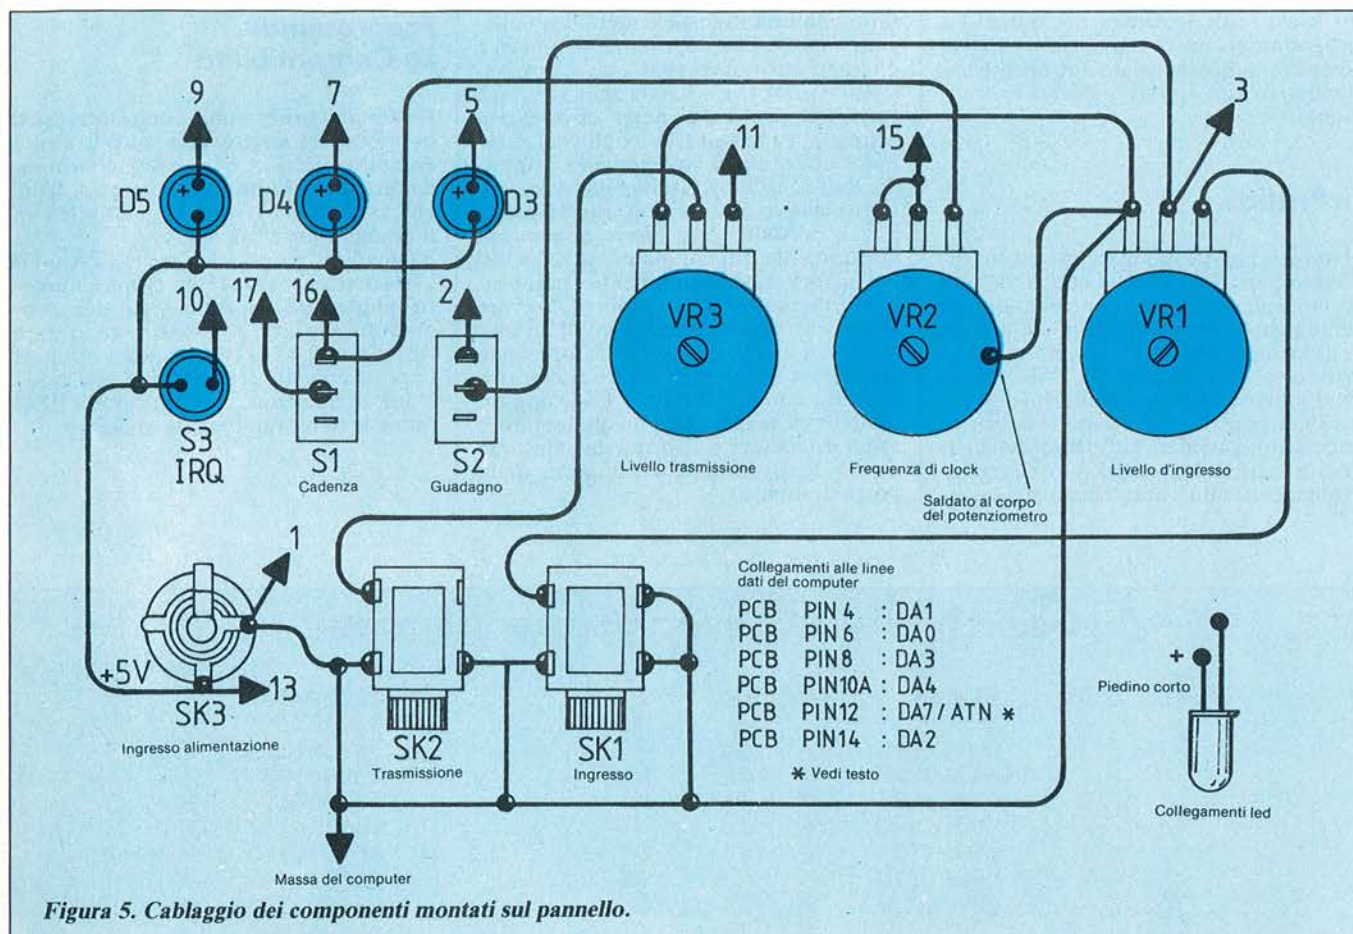 9
7
5
3
11
15
D5
D4
D3
10
17
16
2
VR3
VR2
VR1
S3
IRQ
S1
Cadenza
S2
Guadagno
Livello trasmissione
Frequenza di clock
Livello d'ingresso
Saldato al corpo
del potenziometro
1
+5V
13
SK3
Ingresso alimentazione
SK2
Trasmissione
SK1
Ingresso
Collegamenti alle linee
dati del computer
PCB PIN 4 : DA1
PCB PIN 6 : DA0
PCB PIN 8 : DA3
PCB PIN10A : DA4
PCB PIN12 : DA7/ATN *
PCB PIN14 : DA2
* Vedi testo
+
Piedino corto
Collegamenti led
Massa del computer
Figura 5. Cablaggio dei componenti montati sul pannello.